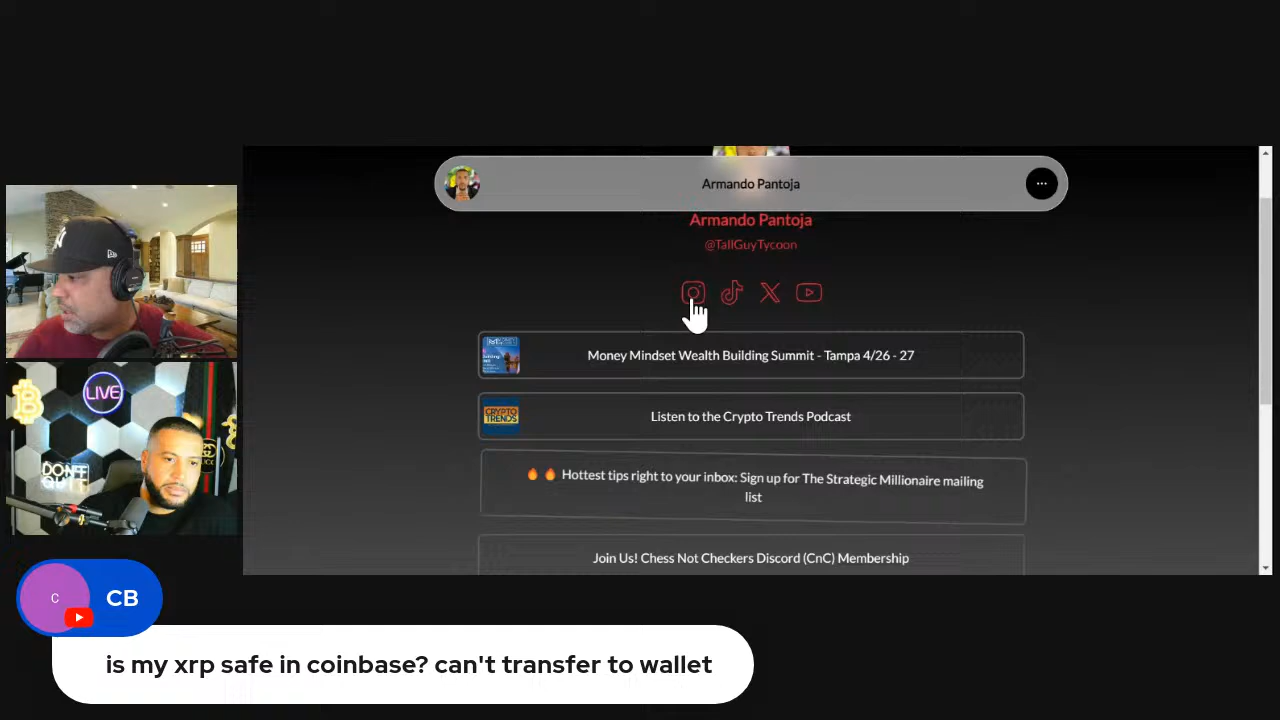 Armando Pantoja
Armando Pantoja
@TallGuyTycoon
Money Mindset Wealth Building Summit - Tampa 4/26 - 27
CRYPTO
TRENDS
Listen to the Crypto Trends Podcast
🔥 🔥 Hottest tips right to your inbox: Sign up for The Strategic Millionaire mailing
list
Join Us! Chess Not Checkers Discord (CnC) Membership
LIVE
DON'T
QUIT
C
CB
is my xrp safe in coinbase? can't transfer to wallet